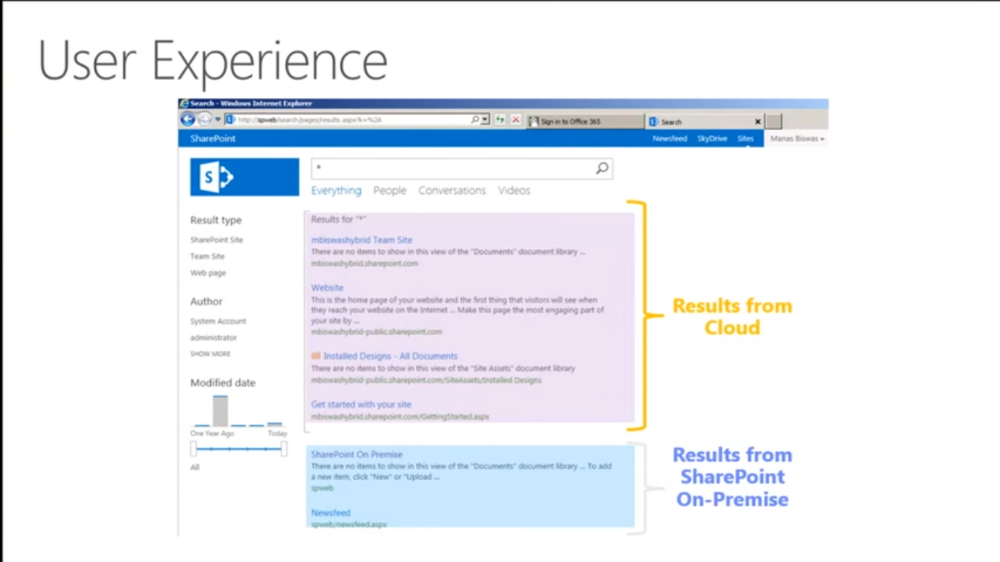 User Experience
Search - Windows Internet Explorer
http://spweb/search/pages/results.aspx?k=%2A
Sign in to Office 365
Search
SharePoint
Newsfeed SkyDrive Sites
Manas Biswas
S
*
Everything People Conversations Videos
Result type
SharePoint Site
Team Site
Web page
Author
System Account
administrator
SHOW MORE
Modified date
One Year Ago Today
All
Results for "*"
mbiswashybrid Team Site
There are no items to show in this view of the "Documents" document library ...
mbiswashybrid.sharepoint.com
Website
This is the home page of your website and the first thing that visitors will see when
they reach your website on the Internet ... Make this page the most engaging part of
your site by ...
mbiswashybrid-public.sharepoint.com
Installed Designs - All Documents
There are no items to show in this view of the "Site Assets" document library
mbiswashybrid-public.sharepoint.com/SiteAssets/Installed Designs
Get started with your site
mbiswashybrid.sharepoint.com/GettingStarted.aspx
Results from
Cloud
SharePoint On Premise
There are no items to show in this view of the "Documents" document library ... To add
a new item, click "New" or "Upload ...
spweb
Newsfeed
spweb/newsfeed.aspx
Results from
SharePoint
On-Premise